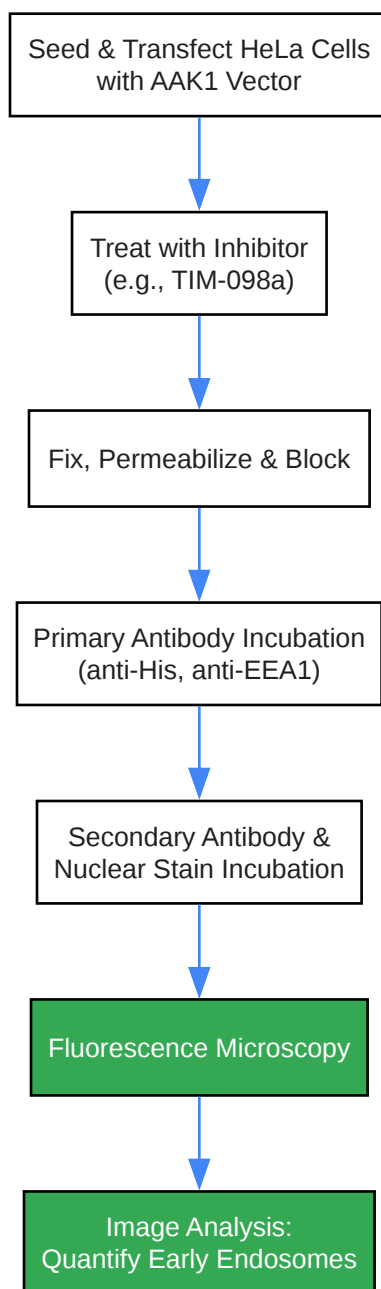 Seed & Transfect HeLa Cells
with AAK1 Vector
Treat with Inhibitor
(e.g., TIM-098a)
Fix, Permeabilize & Block
Primary Antibody Incubation
(anti-His, anti-EEA1)
Secondary Antibody &
Nuclear Stain Incubation
Fluorescence Microscopy
Image Analysis:
Quantify Early Endosomes